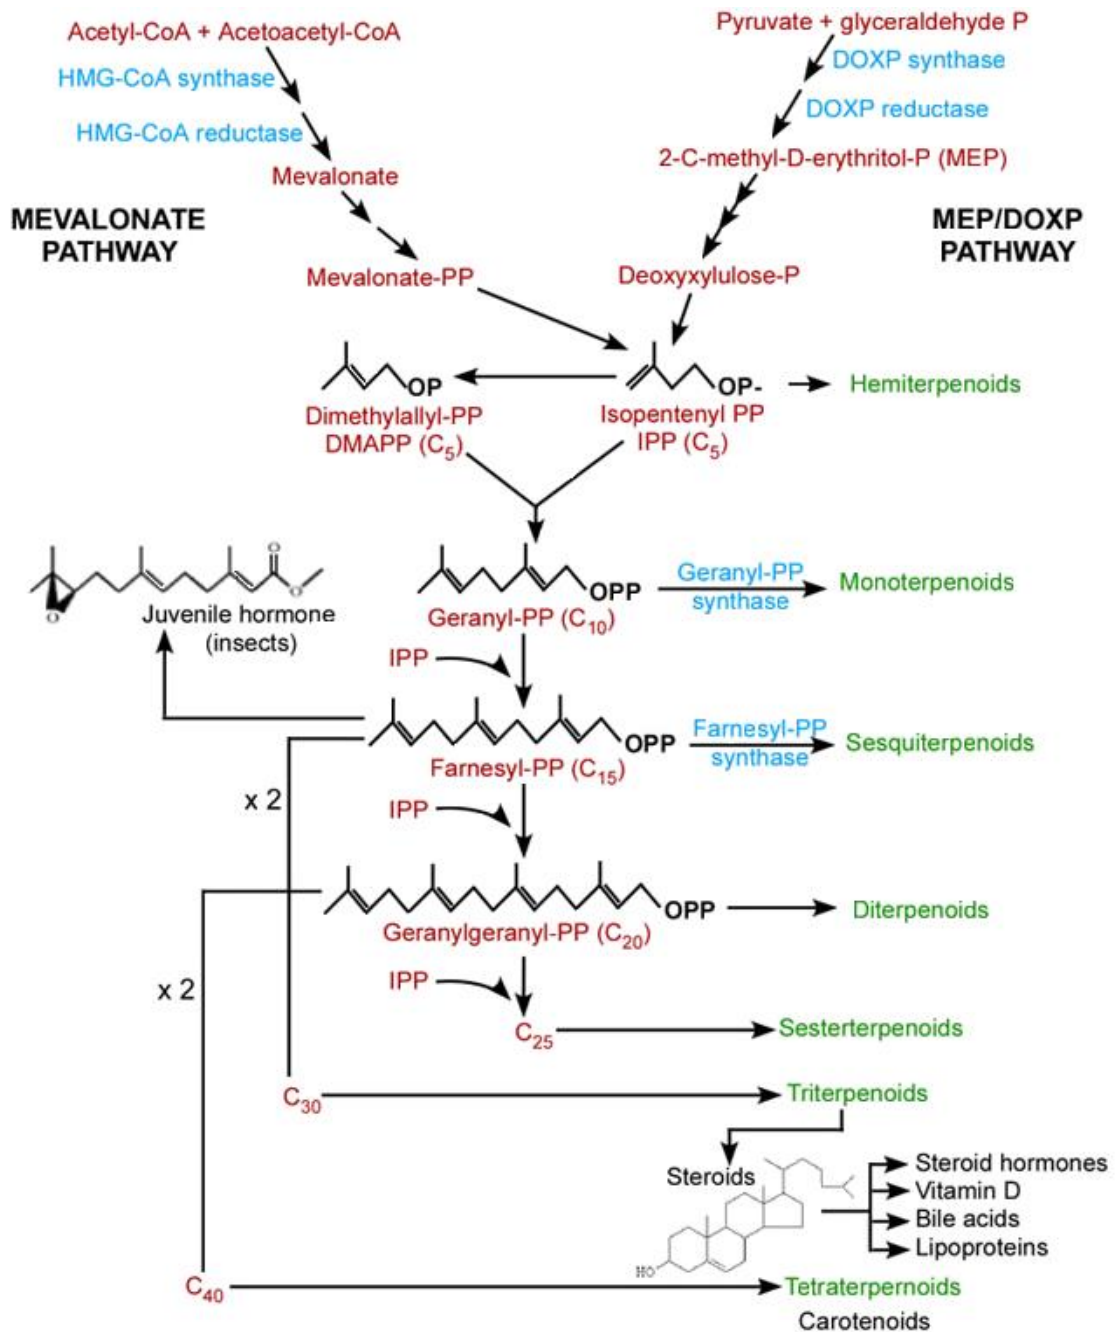 Acetyl-CoA + Acetoacetyl-CoA
HMG-CoA synthase
HMG-CoA reductase
Mevalonate
MEVALONATE
PATHWAY
Mevalonate-PP
Pyruvate + glyceraldehyde P
DOXP synthase
DOXP reductase
2-C-methyl-D-erythritol-P (MEP)
MEP/DOXP
PATHWAY
Deoxyxylulose-P
OP
Dimethylallyl-PP
DMAPP (C5)
OP-
Isopentenyl PP
IPP (C5)
Hemiterpenoids
O
O
O
Juvenile hormone
(insects)
OPP
Geranyl-PP (C10)
Geranyl-PP
synthase
Monoterpenoids
IPP
OPP
Farnesyl-PP (C15)
Farnesyl-PP
synthase
Sesquiterpenoids
x 2
IPP
OPP
Geranylgeranyl-PP (C20)
Diterpenoids
x 2
IPP
C25
Sesterterpenoids
C30
Triterpenoids
Steroids
HO
Steroid hormones
Vitamin D
Bile acids
Lipoproteins
C40
Tetraterpernoids
Carotenoids